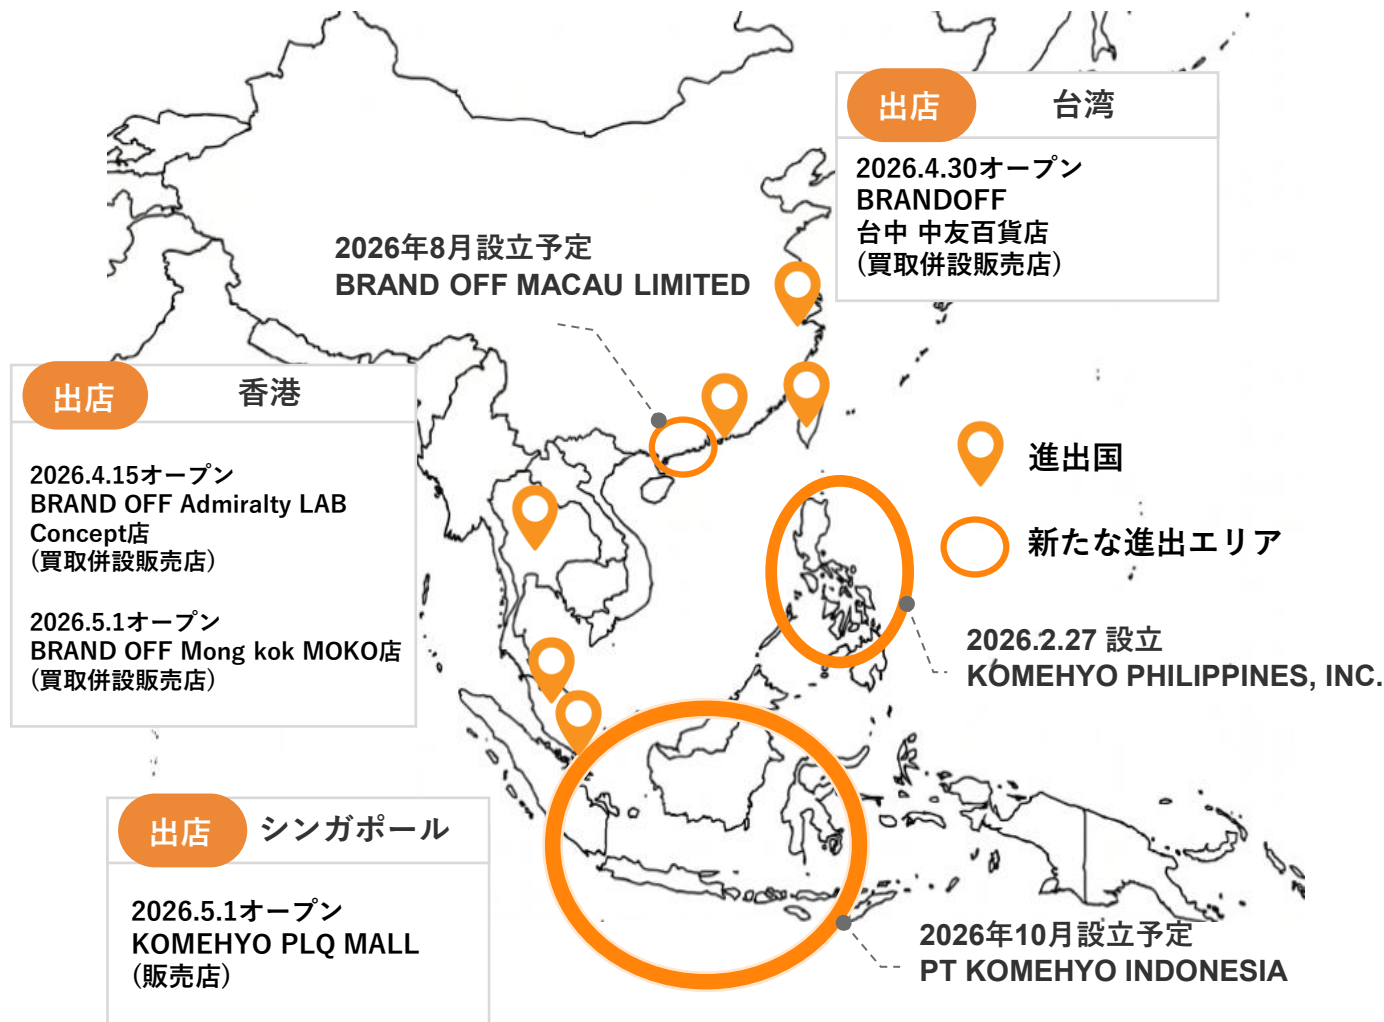 出店
台湾
2026.4.30オープン
BRANDOFF
台中 中友百貨店
(買取併設販売店)
2026年8月設立予定
BRAND OFF MACAU LIMITED
出店
香港
2026.4.15オープン
BRAND OFF Admiralty LAB
Concept店
(買取併設販売店)
2026.5.1オープン
BRAND OFF Mong kok MOKO店
(買取併設販売店)
進出国
新たな進出エリア
2026.2.27 設立
KOMEHYO PHILIPPINES, INC.
出店
シンガポール
2026.5.1オープン
KOMEHYO PLQ MALL
(販売店)
2026年10月設立予定
PT KOMEHYO INDONESIA